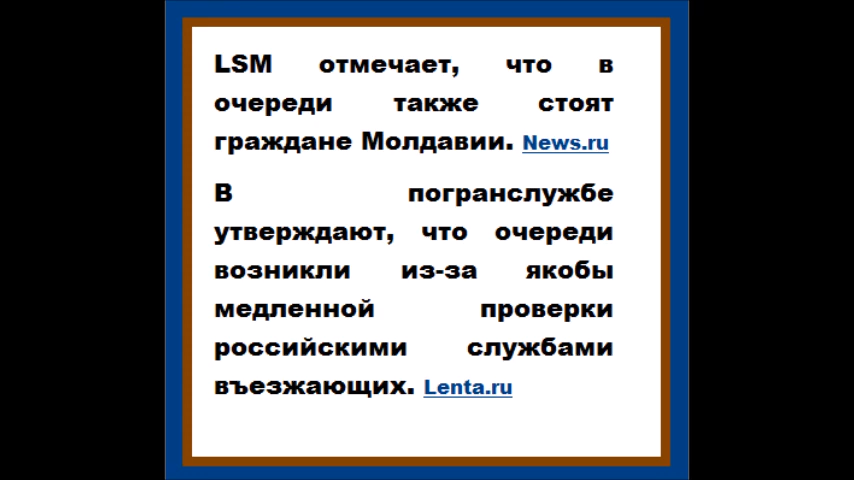 LSM отмечает, что в
очереди также стоят
граждане Молдавии. News.ru
В погранслужбе
утверждают, что очереди
возникли из-за якобы
медленной проверки
российскими службами
въезжающих. Lenta.ru